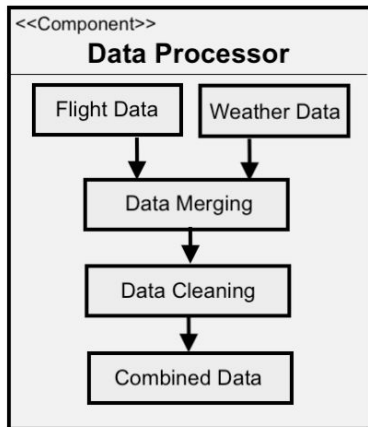 <<Component>>
Data Processor
Flight Data
Weather Data
Data Merging
Data Cleaning
Combined Data